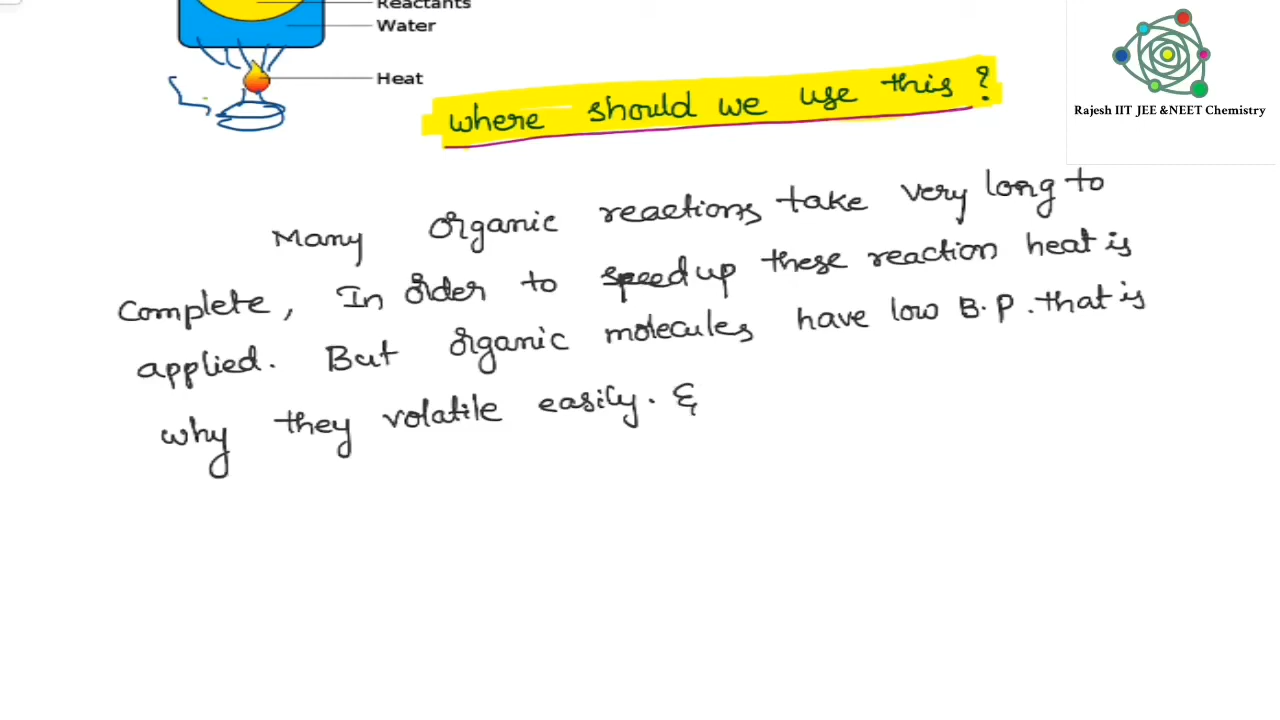 Reactants
Water
Heat
where should we use this?
Rajesh IIT JEE &NEET Chemistry
Many organic reactions take very long to
complete, In order to speed up these reaction heat is
applied. But organic molecules have low B.P. that is
why they volatile easily. &